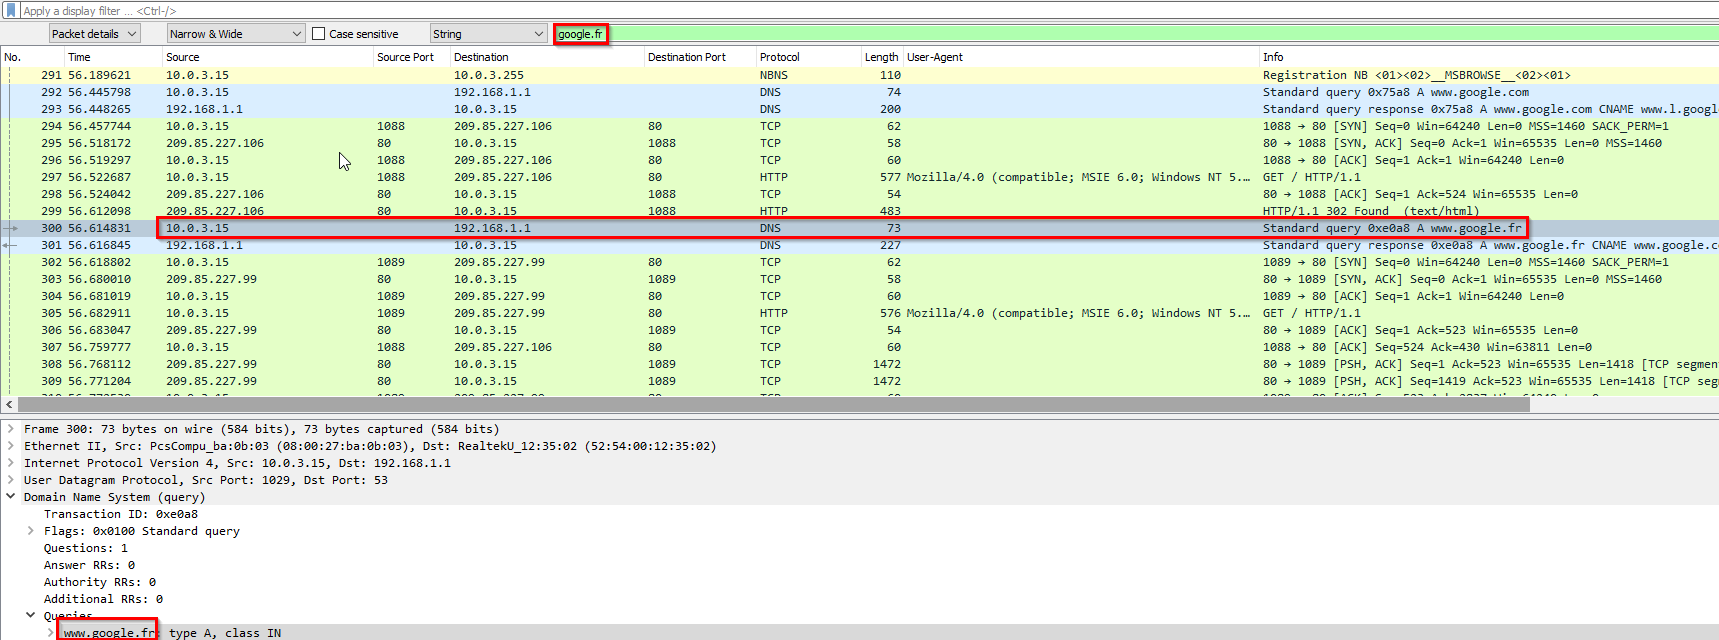 Apply a display filter ... <Ctrl-/>
Packet details Narrow & Wide Case sensitive String google.fr
No. Time Source Source Port Destination Destination Port Protocol Length User-Agent Info
291 56.189621 10.0.3.15 10.0.3.255 NBNS 110 Registration NB <01><02>__MSBROWSE__<02><01>
292 56.445798 10.0.3.15 192.168.1.1 DNS 74 Standard query 0x75a8 A www.google.com
293 56.448265 192.168.1.1 10.0.3.15 DNS 200 Standard query response 0x75a8 A www.google.com CNAME www.l.googl
294 56.457744 10.0.3.15 1088 209.85.227.106 80 TCP 62 1088 → 80 [SYN] Seq=0 Win=64240 Len=0 MSS=1460 SACK_PERM=1
295 56.518172 209.85.227.106 80 10.0.3.15 1088 TCP 58 80 → 1088 [SYN, ACK] Seq=0 Ack=1 Win=65535 Len=0 MSS=1460
296 56.519297 10.0.3.15 1088 209.85.227.106 80 TCP 60 1088 → 80 [ACK] Seq=1 Ack=1 Win=64240 Len=0
297 56.522687 10.0.3.15 1088 209.85.227.106 80 HTTP 577 Mozilla/4.0 (compatible; MSIE 6.0; Windows NT 5.... GET / HTTP/1.1
298 56.524042 209.85.227.106 80 10.0.3.15 1088 TCP 54 80 → 1088 [ACK] Seq=1 Ack=524 Win=65535 Len=0
299 56.612098 209.85.227.106 80 10.0.3.15 1088 HTTP 483 HTTP/1.1 302 Found (text/html)
300 56.614831 10.0.3.15 192.168.1.1 DNS 73 Standard query 0xe0a8 A www.google.fr
301 56.616845 192.168.1.1 10.0.3.15 DNS 227 Standard query response 0xe0a8 A www.google.fr CNAME www.google.c
302 56.618802 10.0.3.15 1089 209.85.227.99 80 TCP 62 1089 → 80 [SYN] Seq=0 Win=64240 Len=0 MSS=1460 SACK_PERM=1
303 56.680010 209.85.227.99 80 10.0.3.15 1089 TCP 58 80 → 1089 [SYN, ACK] Seq=0 Ack=1 Win=65535 Len=0 MSS=1460
304 56.681019 10.0.3.15 1089 209.85.227.99 80 TCP 60 1089 → 80 [ACK] Seq=1 Ack=1 Win=64240 Len=0
305 56.682911 10.0.3.15 1089 209.85.227.99 80 HTTP 576 Mozilla/4.0 (compatible; MSIE 6.0; Windows NT 5.... GET / HTTP/1.1
306 56.683047 209.85.227.99 80 10.0.3.15 1089 TCP 54 80 → 1089 [ACK] Seq=1 Ack=523 Win=65535 Len=0
307 56.759777 10.0.3.15 1088 209.85.227.106 80 TCP 60 1088 → 80 [ACK] Seq=524 Ack=430 Win=63811 Len=0
308 56.768112 209.85.227.99 80 10.0.3.15 1089 TCP 1472 80 → 1089 [PSH, ACK] Seq=1 Ack=523 Win=65535 Len=1418 [TCP segmen
309 56.771204 209.85.227.99 80 10.0.3.15 1089 TCP 1472 80 → 1089 [PSH, ACK] Seq=1419 Ack=523 Win=65535 Len=1418 [TCP seg
Frame 300: 73 bytes on wire (584 bits), 73 bytes captured (584 bits)
Ethernet II, Src: PcsCompu_ba:0b:03 (08:00:27:ba:0b:03), Dst: RealtekU_12:35:02 (52:54:00:12:35:02)
Internet Protocol Version 4, Src: 10.0.3.15, Dst: 192.168.1.1
User Datagram Protocol, Src Port: 1029, Dst Port: 53
Domain Name System (query)
Transaction ID: 0xe0a8
Flags: 0x0100 Standard query
Questions: 1
Answer RRs: 0
Authority RRs: 0
Additional RRs: 0
Queries
www.google.fr: type A, class IN